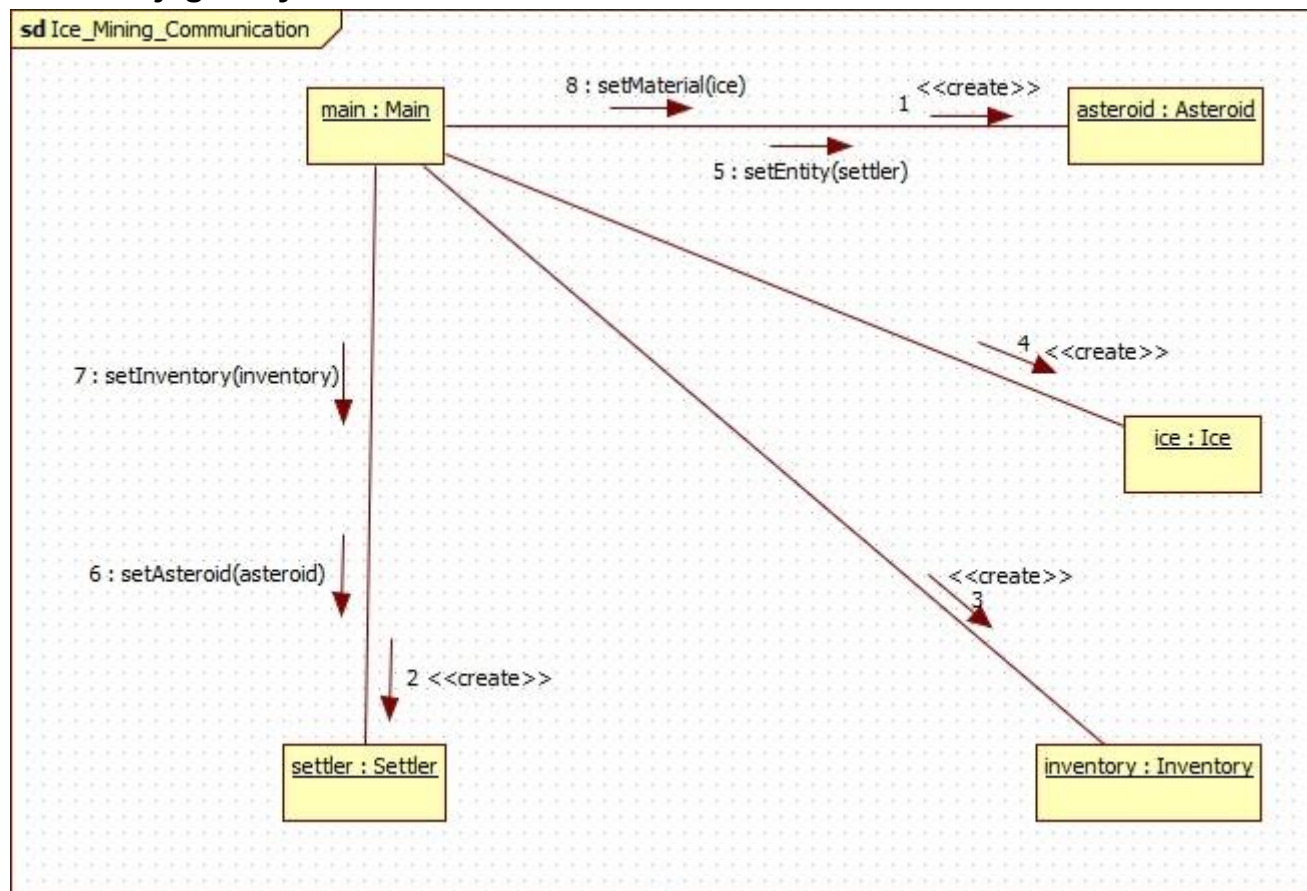 sd Ice_Mining_Communication
8 : setMaterial(ice)
<<create>>
1
main : Main
asteroid : Asteroid
5 : setEntity(settler)
4
<<create>>
7 : setInventory(inventory)
ice : Ice
6 : setAsteroid(asteroid)
<<create>>
3
2 <<create>>
settler : Settler
inventory : Inventory